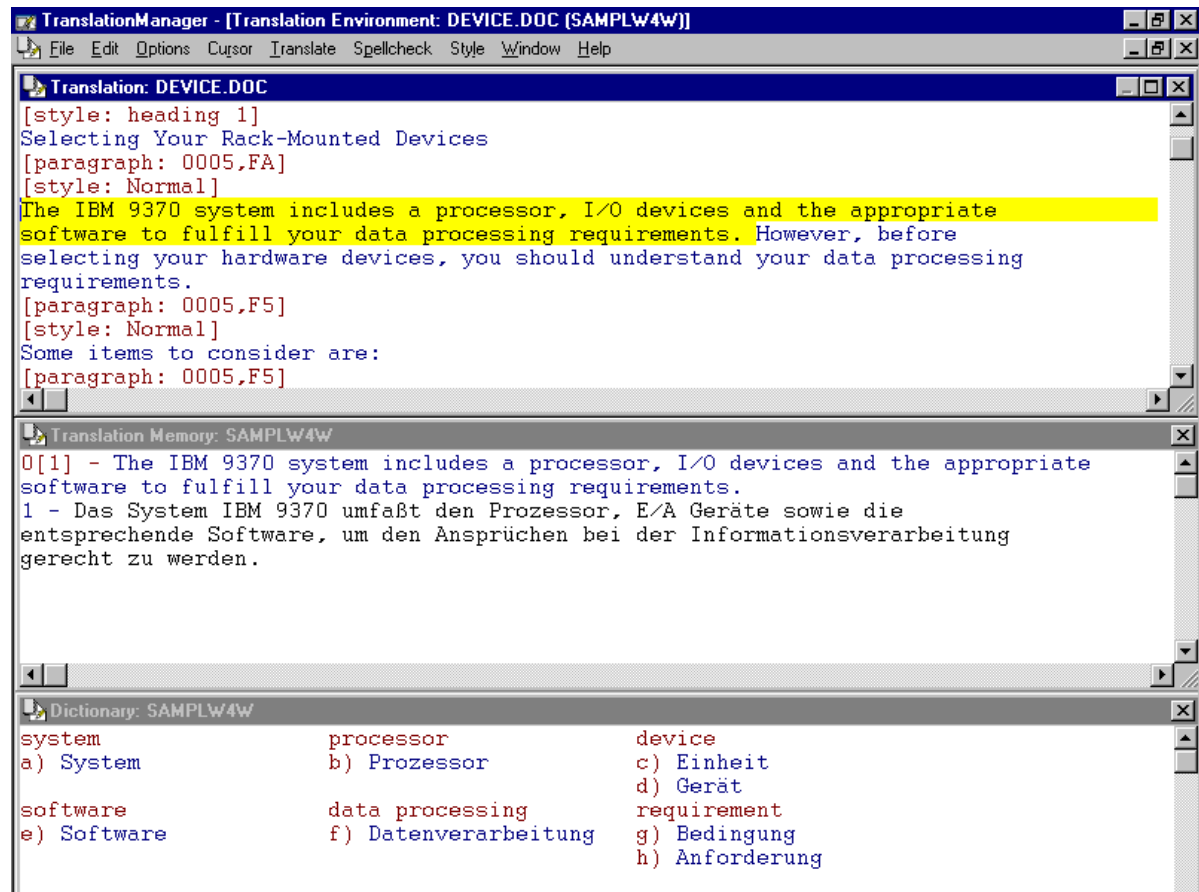 TranslationManager - [Translation Environment: DEVICE.DOC (SAMPLW4W)]
File Edit Options Cursor Translate Spellcheck Style Window Help
Translation: DEVICE.DOC
[style: heading 1]
Selecting Your Rack-Mounted Devices
[paragraph: 0005,FA]
[style: Normal]
The IBM 9370 system includes a processor, I/O devices and the appropriate
software to fulfill your data processing requirements. However, before
selecting your hardware devices, you should understand your data processing
requirements.
[paragraph: 0005,F5]
[style: Normal]
Some items to consider are:
[paragraph: 0005,F5]
Translation Memory: SAMPLW4W
0[1] - The IBM 9370 system includes a processor, I/O devices and the appropriate
software to fulfill your data processing requirements.
1 - Das System IBM 9370 umfaßt den Prozessor, E/A Geräte sowie die
entsprechende Software, um den Ansprüchen bei der Informationsverarbeitung
gerecht zu werden.
Dictionary: SAMPLW4W
system processor device
a) System b) Prozessor c) Einheit
d) Gerät
software data processing requirement
e) Software f) Datenverarbeitung g) Bedingung
h) Anforderung